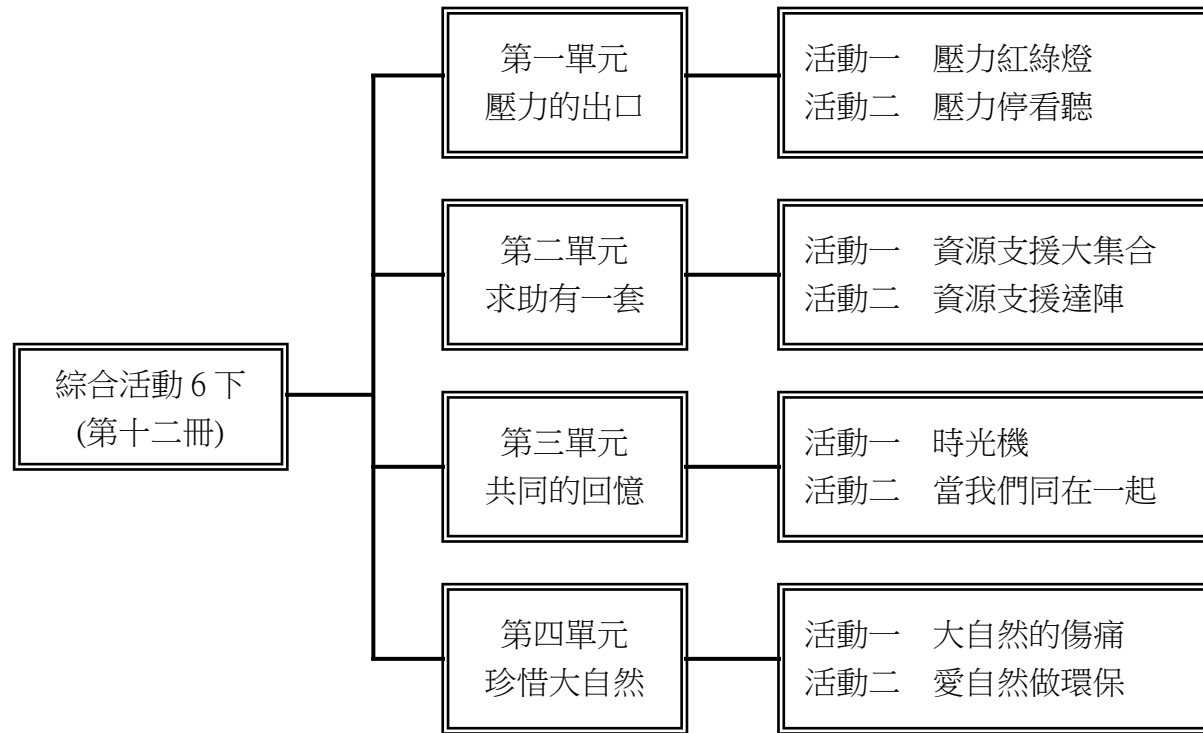 第一單元
壓力的出口
活動一　壓力紅綠燈
活動二　壓力停看聽
第二單元
求助有一套
活動一　資源支援大集合
活動二　資源支援達陣
綜合活動 6 下
(第十二冊)
第三單元
共同的回憶
活動一　時光機
活動二　當我們同在一起
第四單元
珍惜大自然
活動一　大自然的傷痛
活動二　愛自然做環保